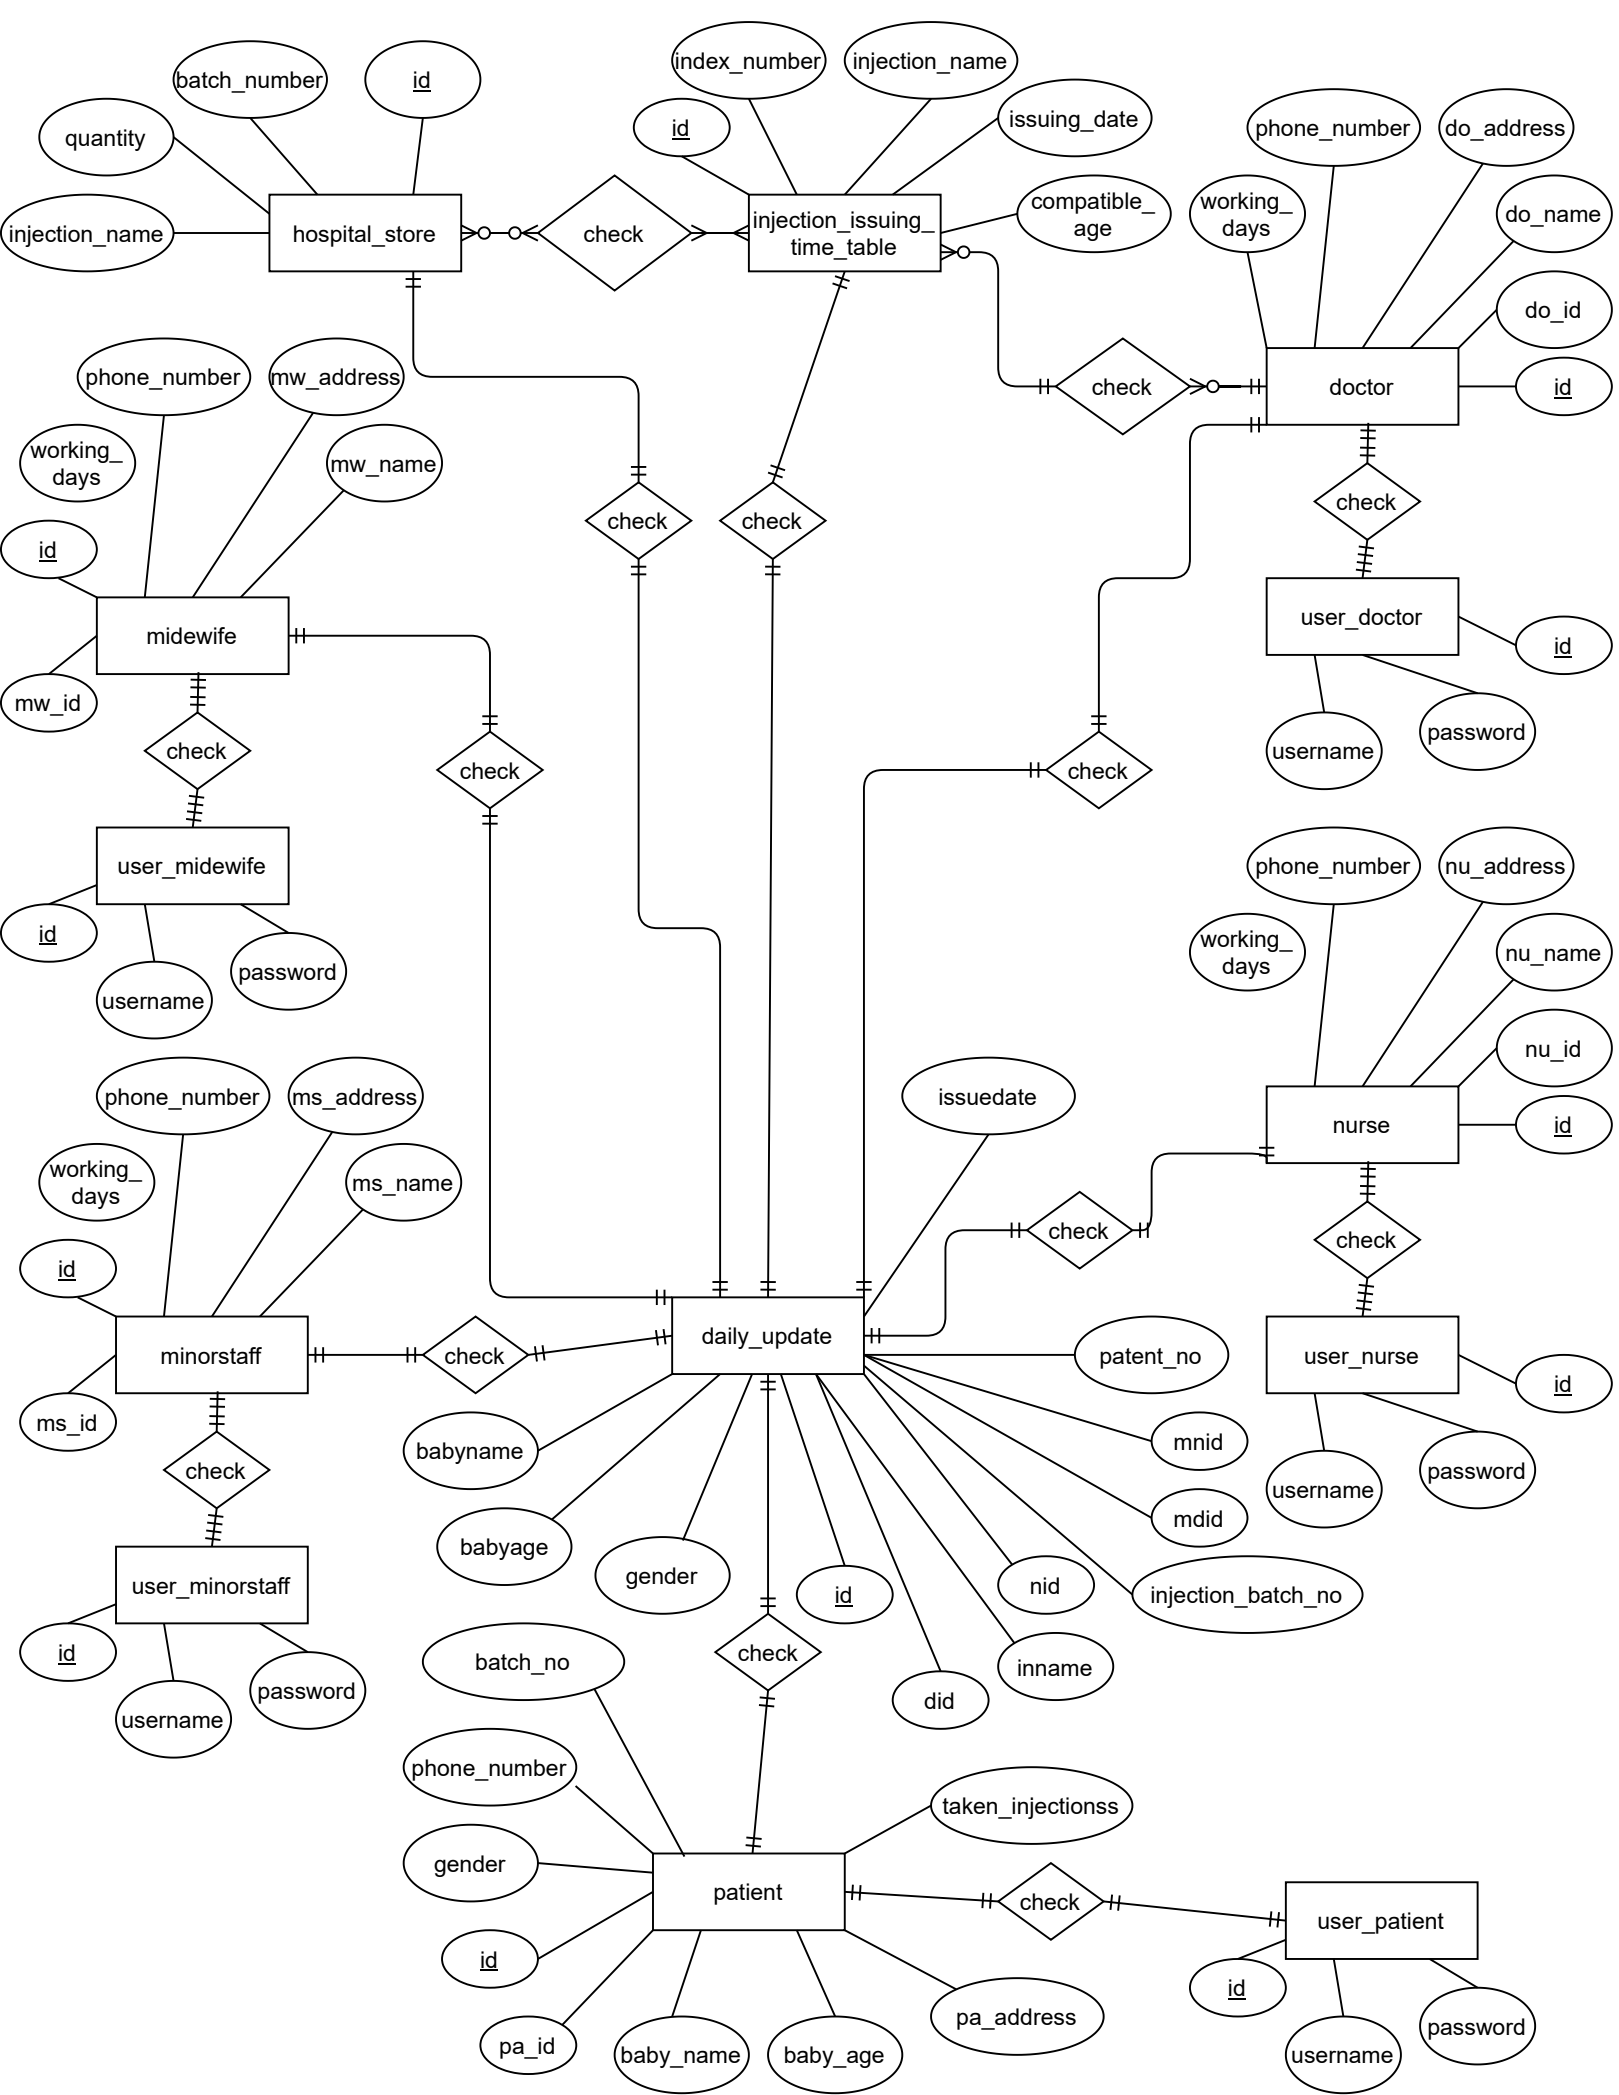 index_number
injection_name
batch_number
id
id
issuing_date
phone_number
do_address
quantity
injection_name
hospital_store
check
injection_issuing_
time_table
compatible_
age
working_
days
do_name
do_id
phone_number
mw_address
check
doctor
id
working_
days
mw_name
check
check
check
id
midewife
user_doctor
id
mw_id
check
check
check
username
password
user_midewife
phone_number
nu_address
id
username
password
working_
days
nu_name
nu_id
phone_number
ms_address
issuedate
nurse
id
working_
days
ms_name
check
check
id
minorstaff
check
daily_update
patent_no
user_nurse
id
ms_id
babyname
mnid
check
username
password
babyage
mdid
user_minorstaff
gender
id
nid
injection_batch_no
id
username
password
batch_no
check
did
inname
phone_number
taken_injectionss
gender
patient
check
user_patient
id
pa_id
baby_name
baby_age
pa_address
id
username
password